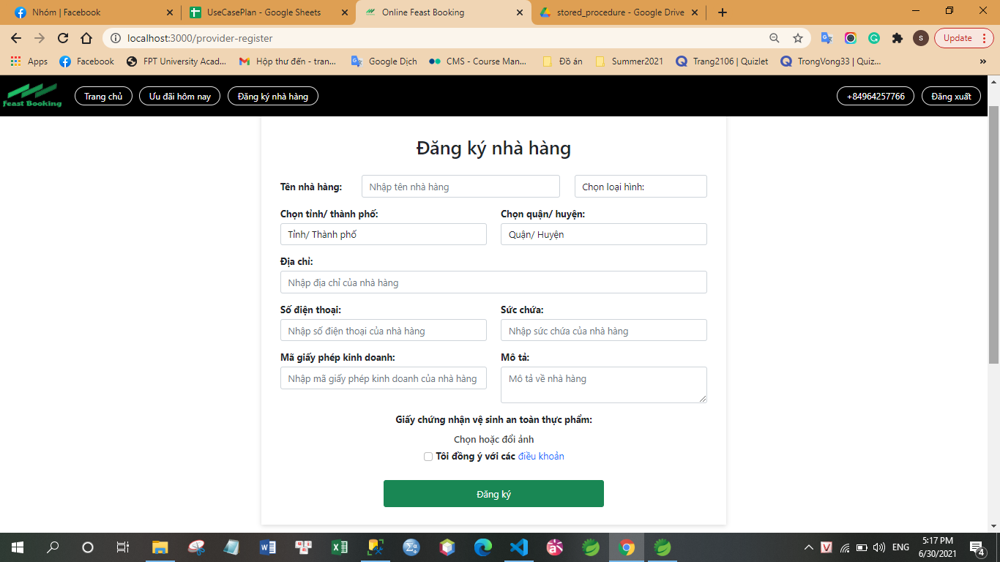 Nhóm | Facebook
UseCasePlan - Google Sheets
Online Feast Booking
stored_procedure - Google Drive
localhost:3000/provider-register
S
Update
Apps
Facebook
FPT University Acad...
Hộp thư đến - tran...
Google Dịch
CMS - Course Man...
Đồ án
Summer2021
Trang2106 | Quizlet
TrongVong33 | Quiz...
Feast Booking
Trang chủ
Ưu đãi hôm nay
Đăng ký nhà hàng
+84964257766
Đăng xuất
Đăng ký nhà hàng
Tên nhà hàng:
Nhập tên nhà hàng
Chọn loại hình:
Chọn tỉnh/ thành phố:
Chọn quận/ huyện:
Tỉnh/ Thành phố
Quận/ Huyện
Địa chỉ:
Nhập địa chỉ của nhà hàng
Số điện thoại:
Sức chứa:
Nhập số điện thoại của nhà hàng
Nhập sức chứa của nhà hàng
Mã giấy phép kinh doanh:
Mô tả:
Nhập mã giấy phép kinh doanh của nhà hàng
Mô tả về nhà hàng
Giấy chứng nhận vệ sinh an toàn thực phẩm:
Chọn hoặc đổi ảnh
Tôi đồng ý với các điều khoản
Đăng ký
ENG
5:17 PM
6/30/2021
4